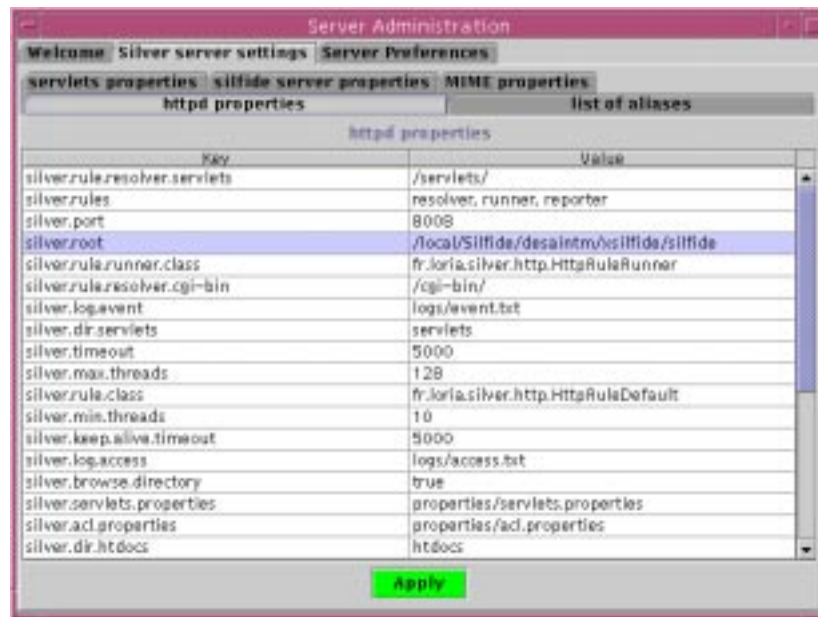 Server Administration
Welcome Silver server settings Server Preferences
servlets properties silfide server properties MIME properties
httpd properties list of aliases
httpd properties
Key Value
silver.rule.resolver.servlets /servlets/
silver.rules resolver, runner, reporter
silver.port 8008
silver.root /local/Silfide/desaintm/xsilfide/silfide
silver.rule.runner.class fr.loria.silver.http.HttpRuleRunner
silver.rule.resolver.cgi-bin /cgi-bin/
silver.log.event logs/event.txt
silver.dir.servlets servlets
silver.timeout 5000
silver.max.threads 128
silver.rule.class fr.loria.silver.http.HttpRuleDefault
silver.min.threads 10
silver.keep.alive.timeout 5000
silver.log.access logs/access.txt
silver.browse.directory true
silver.servlets.properties properties/servlets.properties
silver.acl.properties properties/acl.properties
silver.dir.htdocs htdocs
Apply